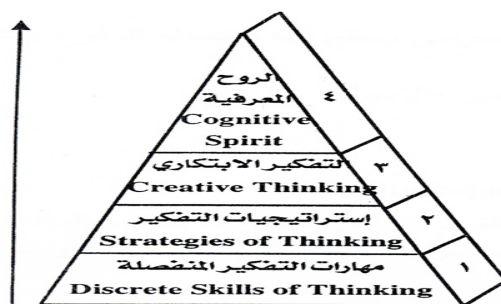 الروح
المعرفية
Cognitive
Spirit
٤
التفكير الابتكاري
Creative Thinking
٣
إستراتيجيات التفكير
Strategies of Thinking
٢
مهارات التفكير المنفصلة
Discrete Skills of Thinking
١